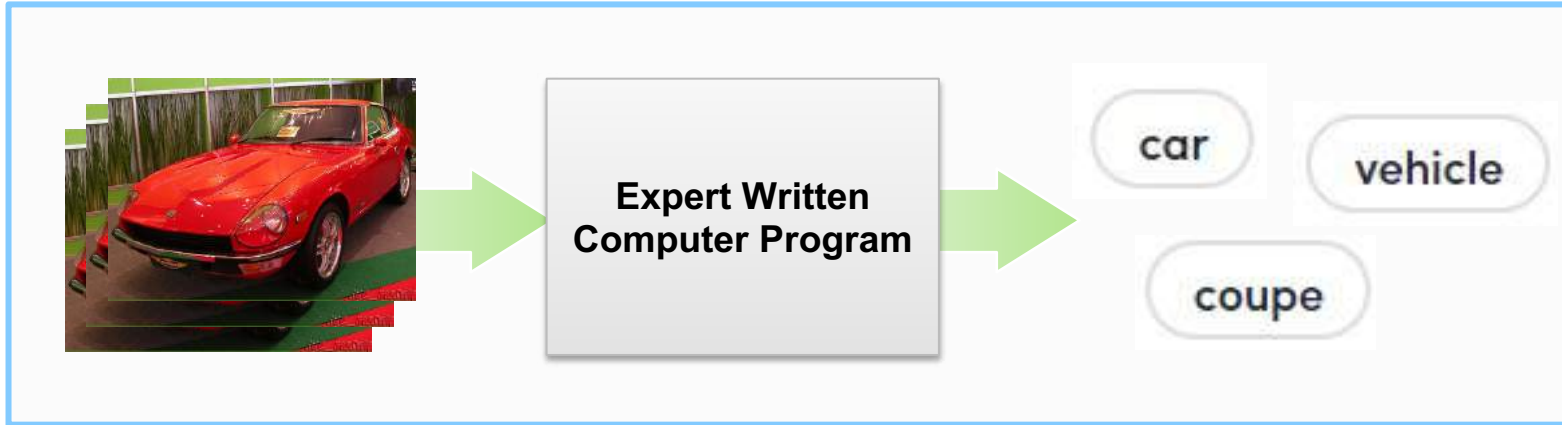 Expert Written
Computer Program
car
vehicle
coupe